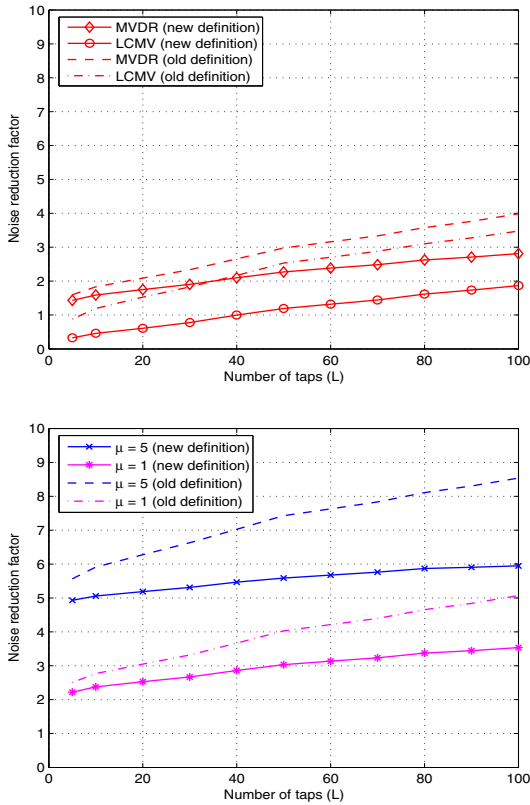 10
9
8
7
6
5
4
3
2
1
0
Noise reduction factor
MVDR (new definition)
LCMV (new definition)
MVDR (old definition)
LCMV (old definition)
0 20 40 60 80 100
Number of taps (L)
10
9
8
7
6
5
4
3
2
1
0
Noise reduction factor
μ = 5 (new definition)
μ = 1 (new definition)
μ = 5 (old definition)
μ = 1 (old definition)
0 20 40 60 80 100
Number of taps (L)